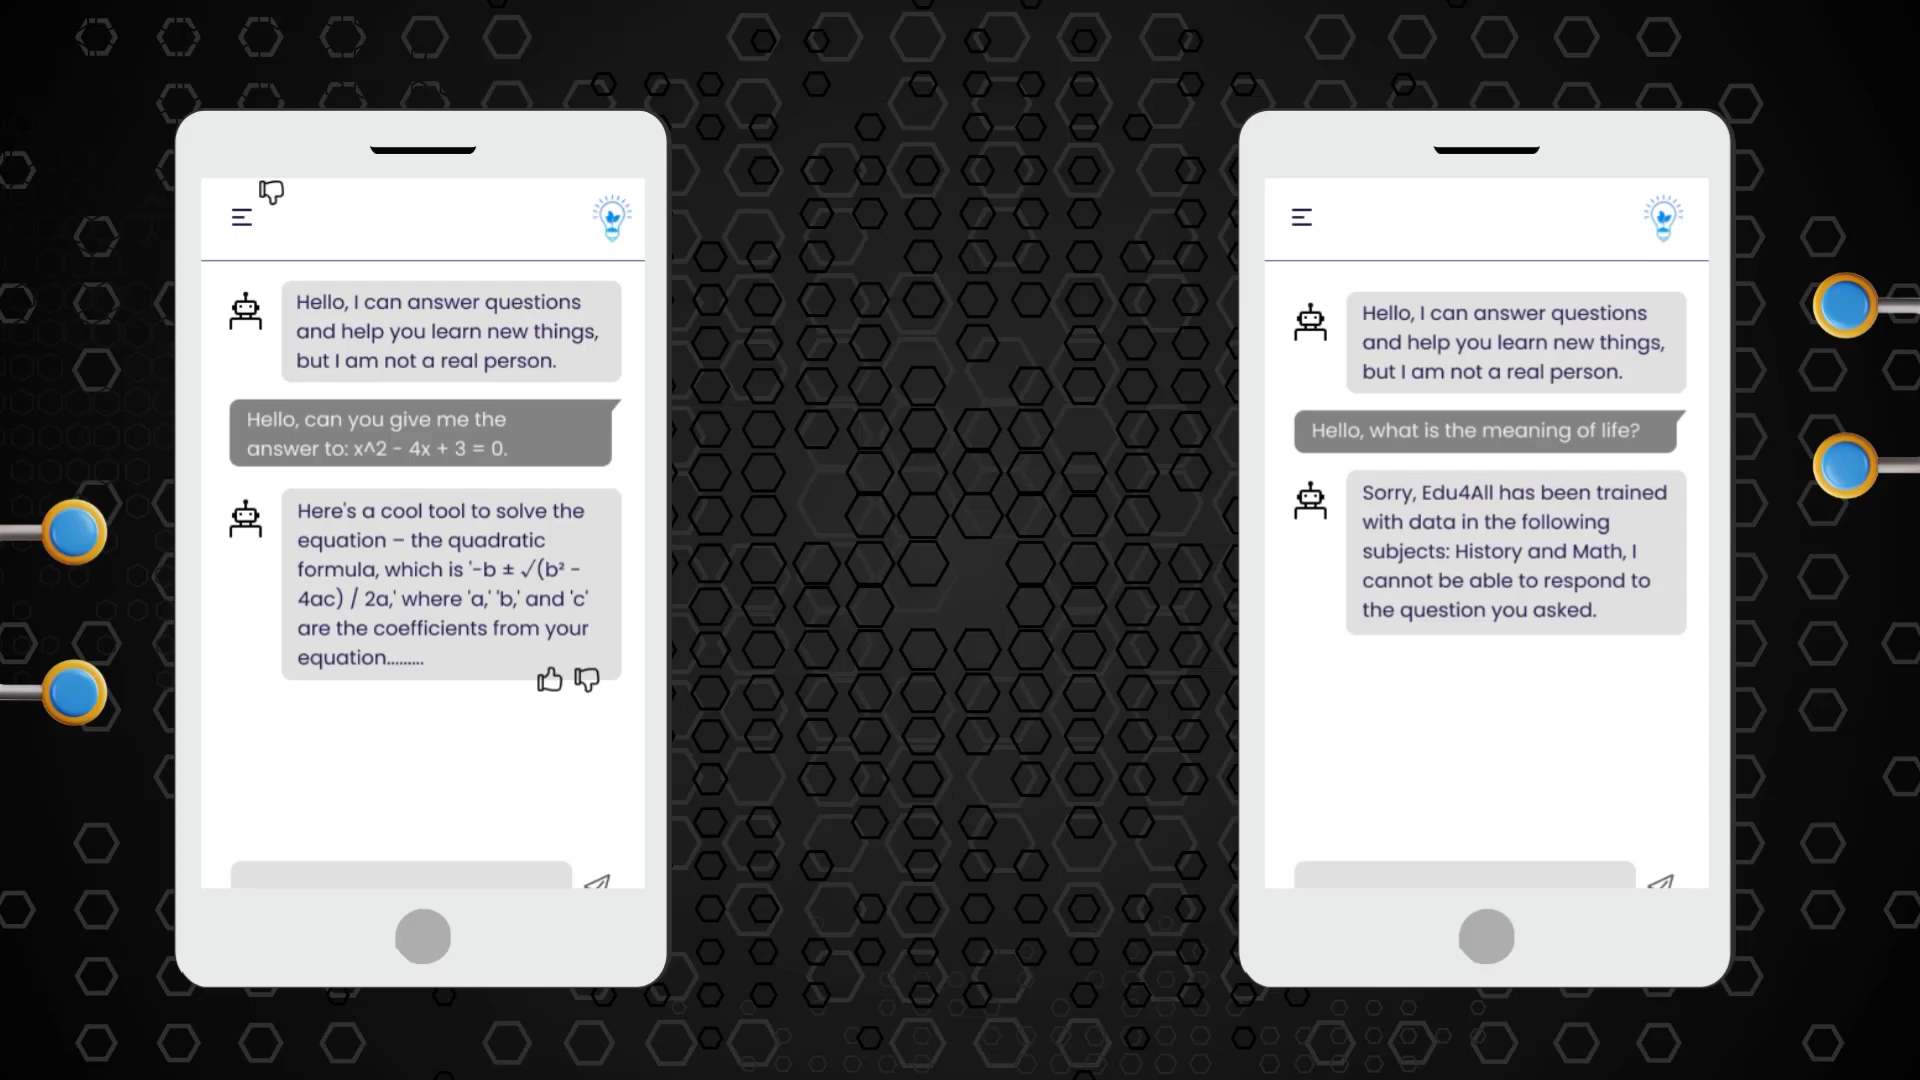 Hello, I can answer questions
and help you learn new things,
but I am not a real person.
Hello, can you give me the
answer to: x^2 - 4x + 3 = 0.
Here's a cool tool to solve the
equation – the quadratic
formula, which is '-b ± √(b² -
4ac) / 2a,' where 'a,' 'b,' and 'c'
are the coefficients from your
equation.........
Hello, I can answer questions
and help you learn new things,
but I am not a real person.
Hello, what is the meaning of life?
Sorry, Edu4All has been trained
with data in the following
subjects: History and Math, I
cannot be able to respond to
the question you asked.